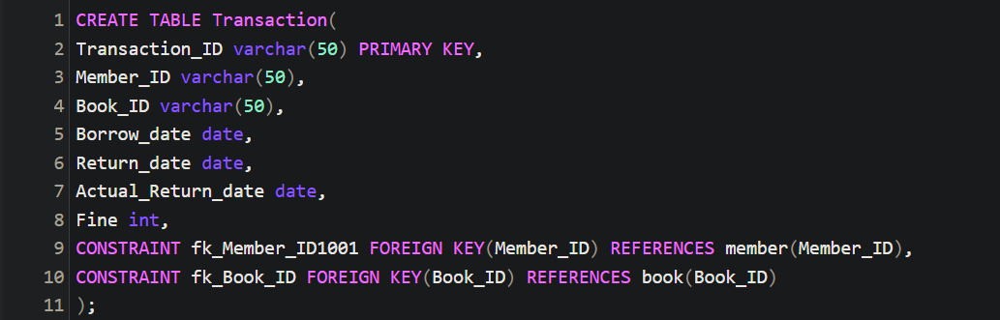 1 CREATE TABLE Transaction(
2 Transaction_ID varchar(50) PRIMARY KEY,
3 Member_ID varchar(50),
4 Book_ID varchar(50),
5 Borrow_date date,
6 Return_date date,
7 Actual_Return_date date,
8 Fine int,
9 CONSTRAINT fk_Member_ID1001 FOREIGN KEY(Member_ID) REFERENCES member(Member_ID),
10 CONSTRAINT fk_Book_ID FOREIGN KEY(Book_ID) REFERENCES book(Book_ID)
11 );